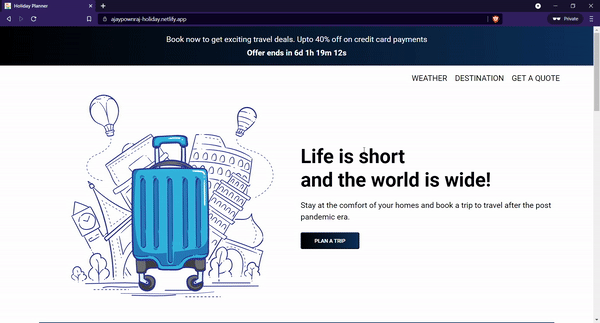 Holiday Planner
ajaypownraj-holiday.netlify.app
Private
Book now to get exciting travel deals. Upto 40% off on credit card payments
Offer ends in 6d 1h 19m 12s
WEATHER DESTINATION GET A QUOTE
Life is short
and the world is wide!
Stay at the comfort of your homes and book a trip to travel after the post
pandemic era.
PLAN A TRIP